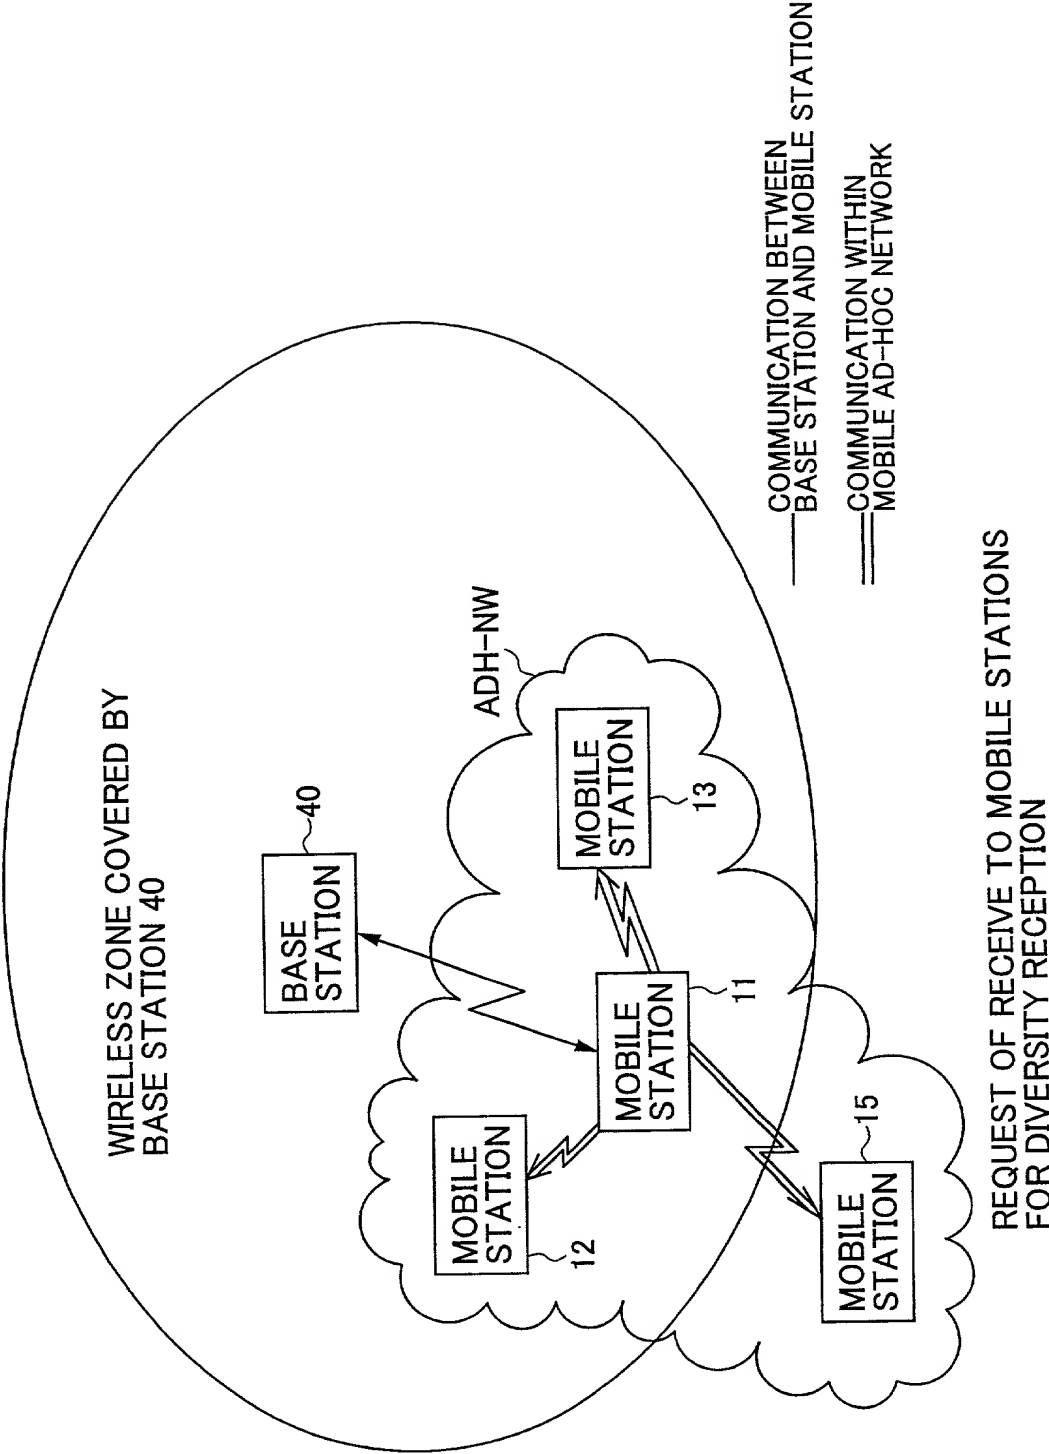 WIRELESS ZONE COVERED BY
BASE STATION 40
BASE
STATION
40
ADH-NW
MOBILE
STATION
12
MOBILE
STATION
11
MOBILE
STATION
13
MOBILE
STATION
15
COMMUNICATION BETWEEN
BASE STATION AND MOBILE STATION
COMMUNICATION WITHIN
MOBILE AD-HOC NETWORK
REQUEST OF RECEIVE TO MOBILE STATIONS
FOR DIVERSITY RECEPTION